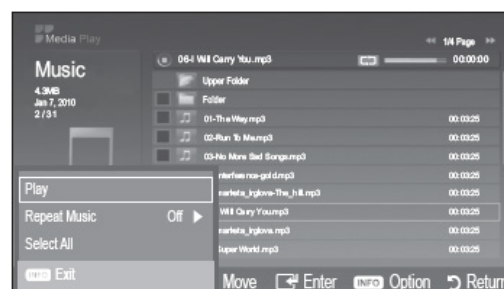 Media Play
1/4 Page
Music
06-I Will Carry You.mp3
00:00:00
4.3MB
Jan 7, 2010
2 / 31
Upper Folder
Folder
01-The Way.mp3 00:03:25
02-Run To Me.mp3 00:03:25
03-No More Sad Songs.mp3 00:03:25
00:03:25
00:03:25
Will Carry You.mp3 00:03:25
00:03:25
Super World.mp3 00:03:25
Play
Repeat Music Off
Select All
INFO Exit
Move Enter INFO Option Return